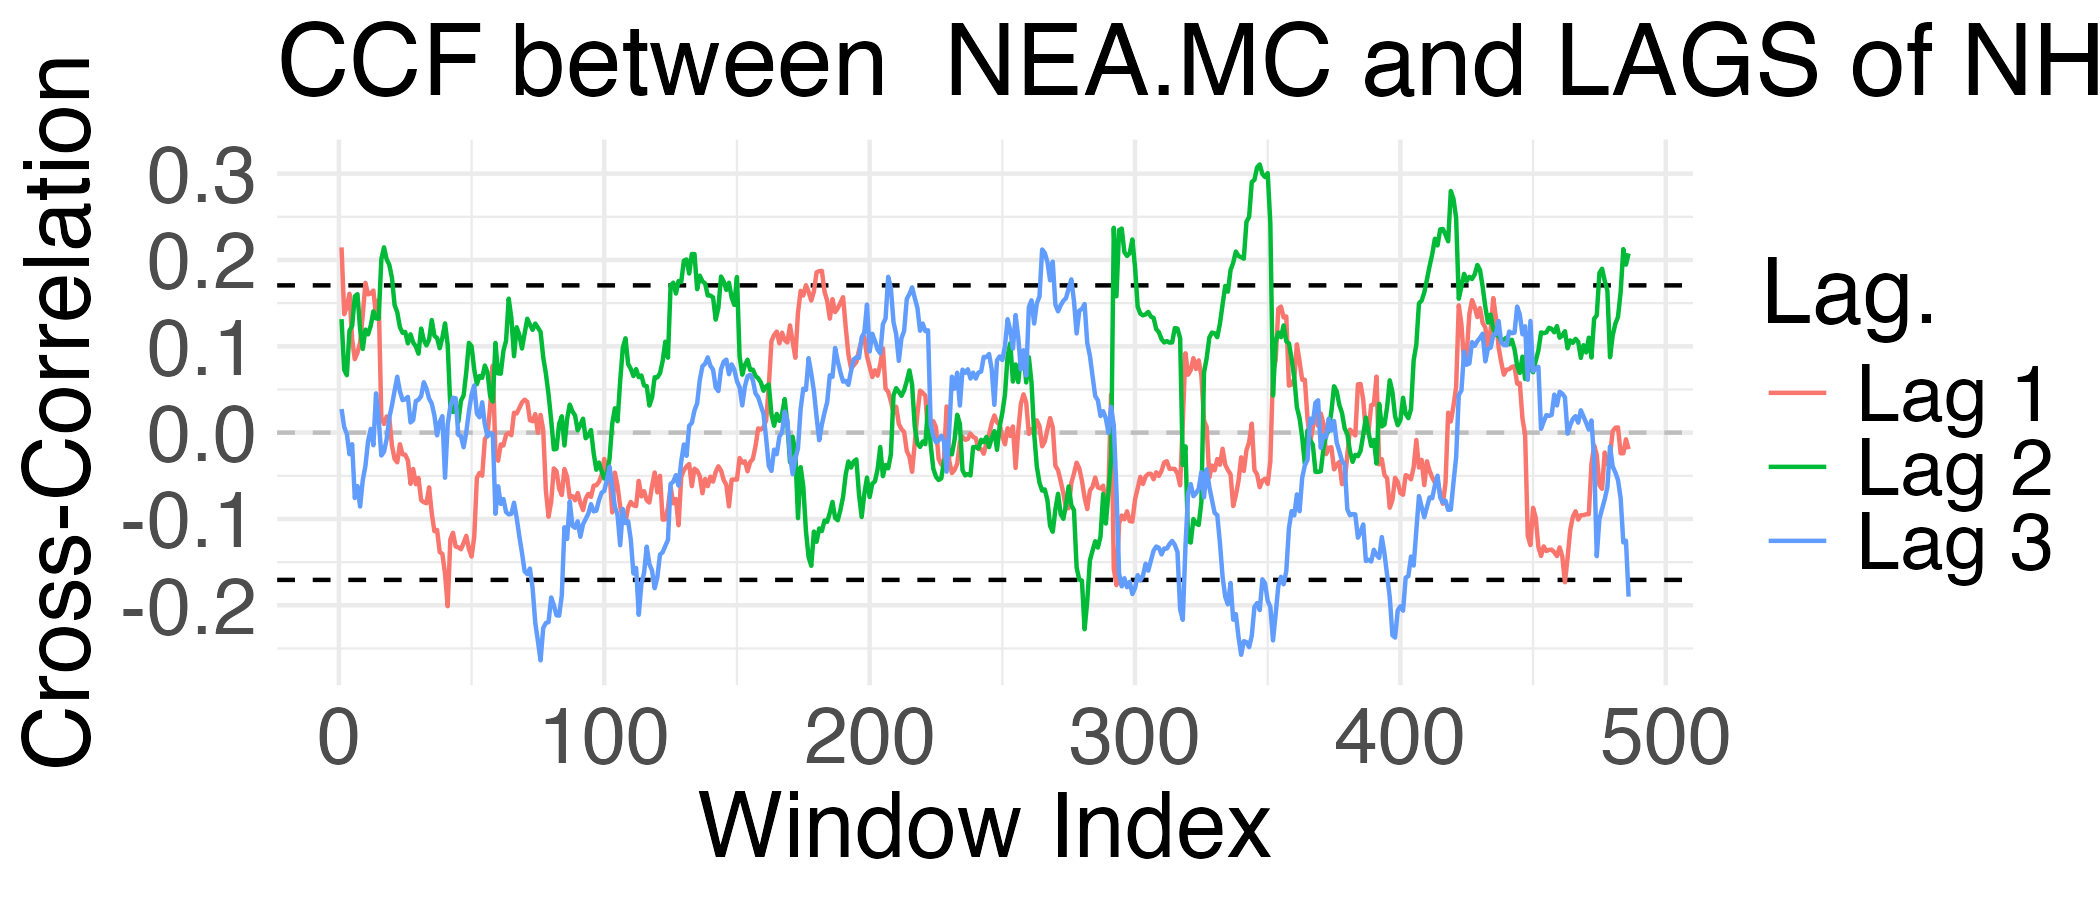 CCF between  NEA.MC and LAGS of NH
Cross-Correlation
0.3
0.2
0.1
0.0
-0.1
-0.2
0 100 200 300 400 500
Window Index
Lag.
Lag 1
Lag 2
Lag 3